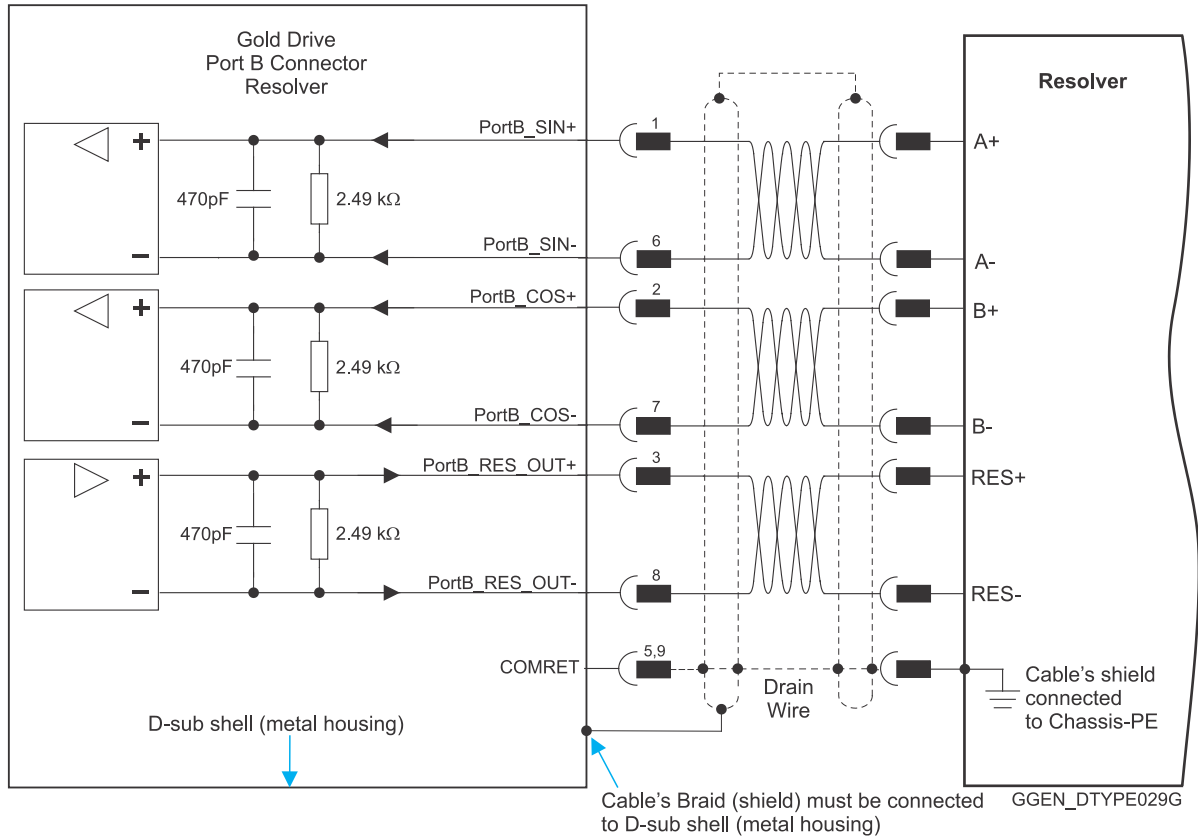 Gold Drive
Port B Connector
Resolver
Resolver
PortB_SIN+
1
A+
+
470pF
2.49 kΩ
PortB_SIN-
6
A-
−
PortB_COS+
2
B+
+
470pF
2.49 kΩ
PortB_COS-
7
B-
−
PortB_RES_OUT+
3
RES+
+
470pF
2.49 kΩ
PortB_RES_OUT-
8
RES-
−
COMRET
5,9
Drain
Wire
Cable's shield
connected
to Chassis-PE
D-sub shell (metal housing)
Cable's Braid (shield) must be connected
to D-sub shell (metal housing)
GGEN_DTYPE029G